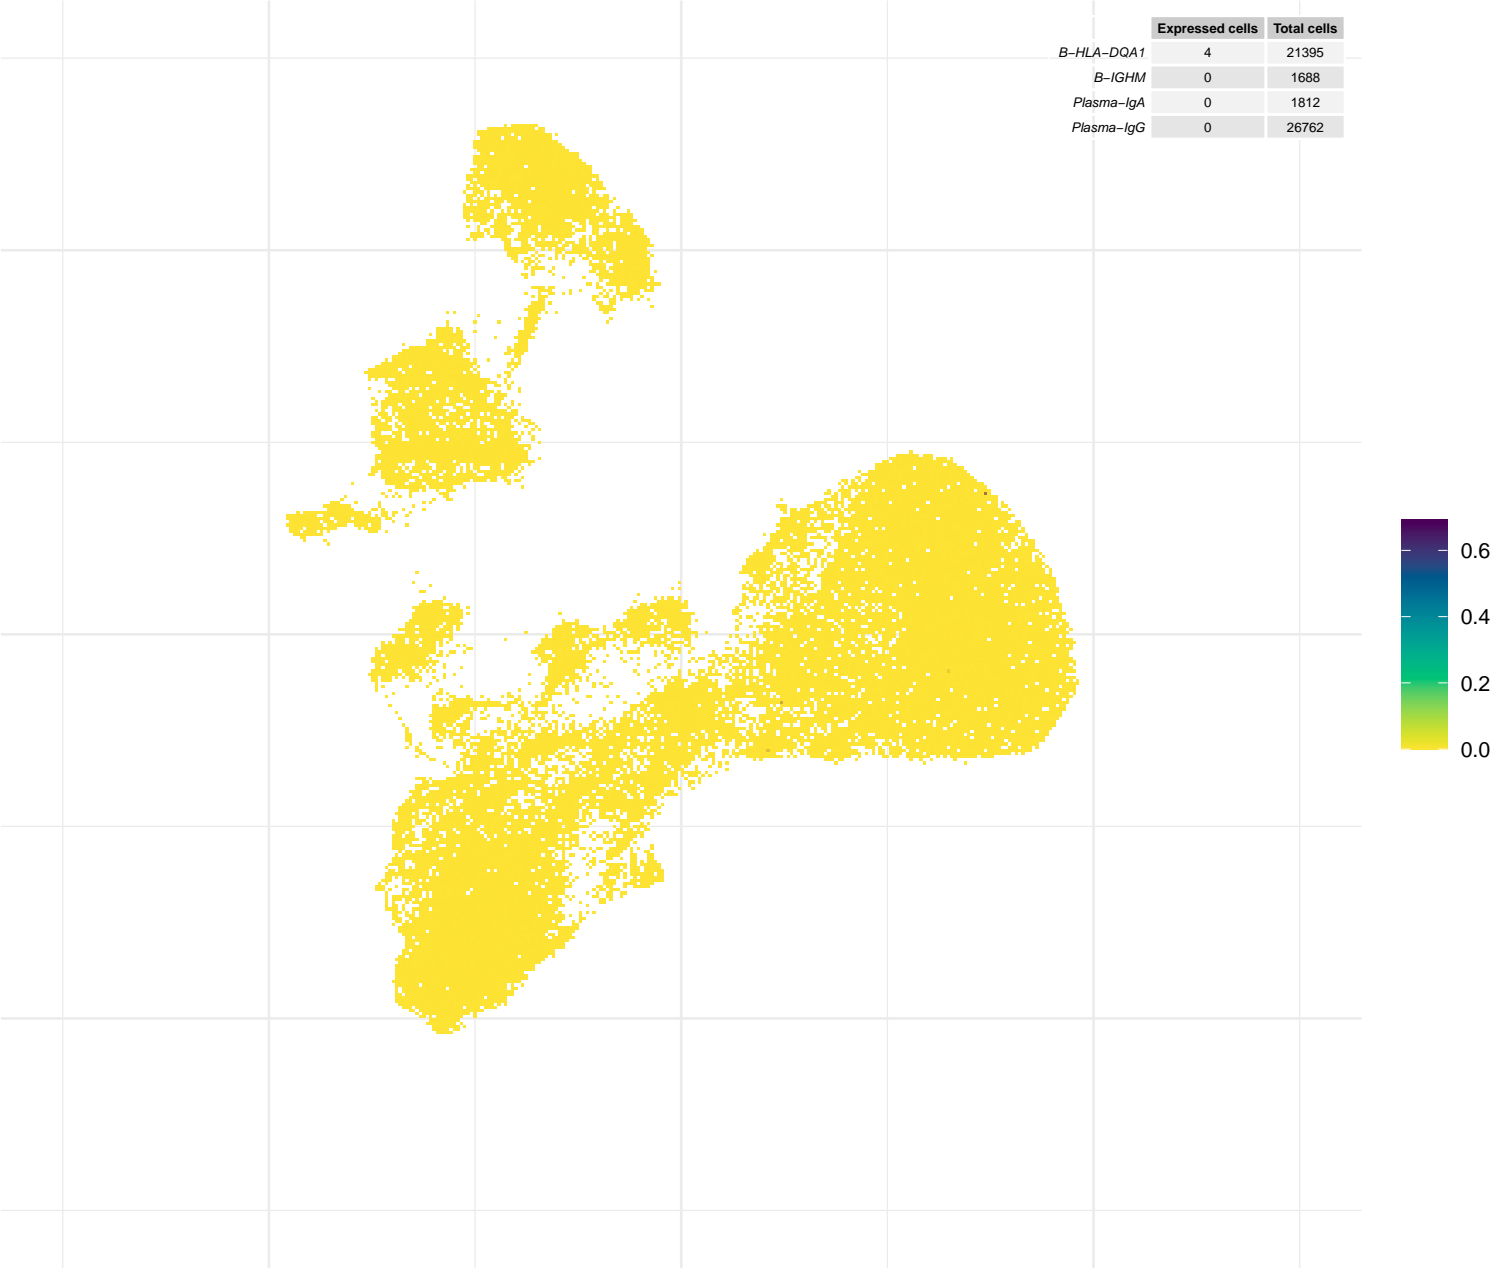 Expressed cells Total cells
B−HLA−DQA1 4 21395
B−IGHM 0 1688
Plasma−IgA 0 1812
Plasma−IgG 0 26762
0.6
0.4
0.2
0.0